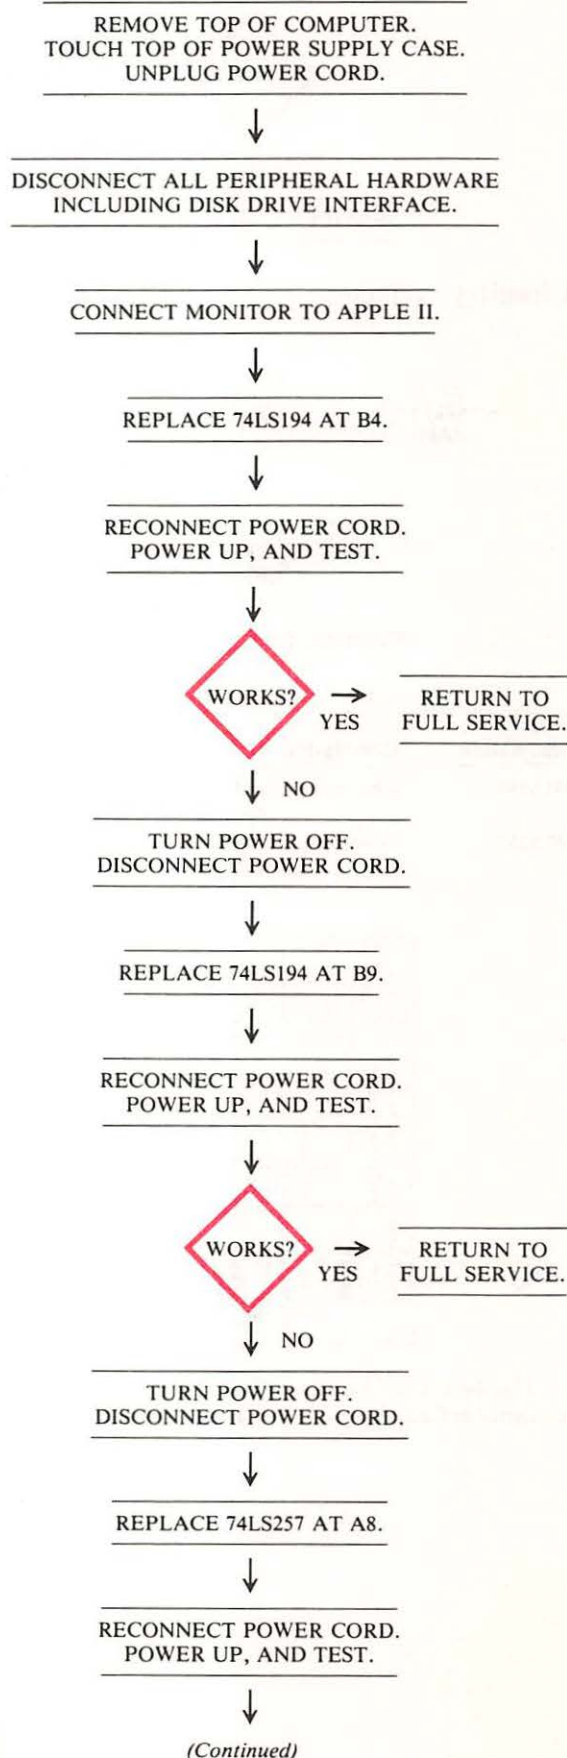 REMOVE TOP OF COMPUTER.
TOUCH TOP OF POWER SUPPLY CASE.
UNPLUG POWER CORD.
DISCONNECT ALL PERIPHERAL HARDWARE
INCLUDING DISK DRIVE INTERFACE.
CONNECT MONITOR TO APPLE II.
REPLACE 74LS194 AT B4.
RECONNECT POWER CORD.
POWER UP, AND TEST.
WORKS?
YES
RETURN TO
FULL SERVICE.
NO
TURN POWER OFF.
DISCONNECT POWER CORD.
REPLACE 74LS194 AT B9.
RECONNECT POWER CORD.
POWER UP, AND TEST.
WORKS?
YES
RETURN TO
FULL SERVICE.
NO
TURN POWER OFF.
DISCONNECT POWER CORD.
REPLACE 74LS257 AT A8.
RECONNECT POWER CORD.
POWER UP, AND TEST.
(Continued)